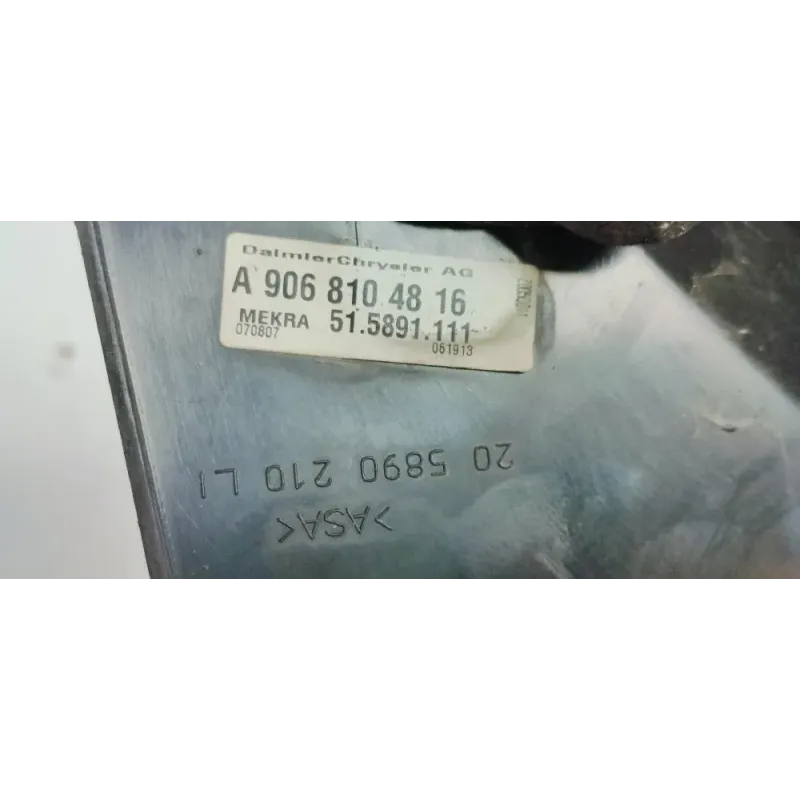 DaimlerChrysler AG
A 906 810 48 16
MEKRA 51.5891.111
070807
061913
20 5890 210 LI
>ASA<